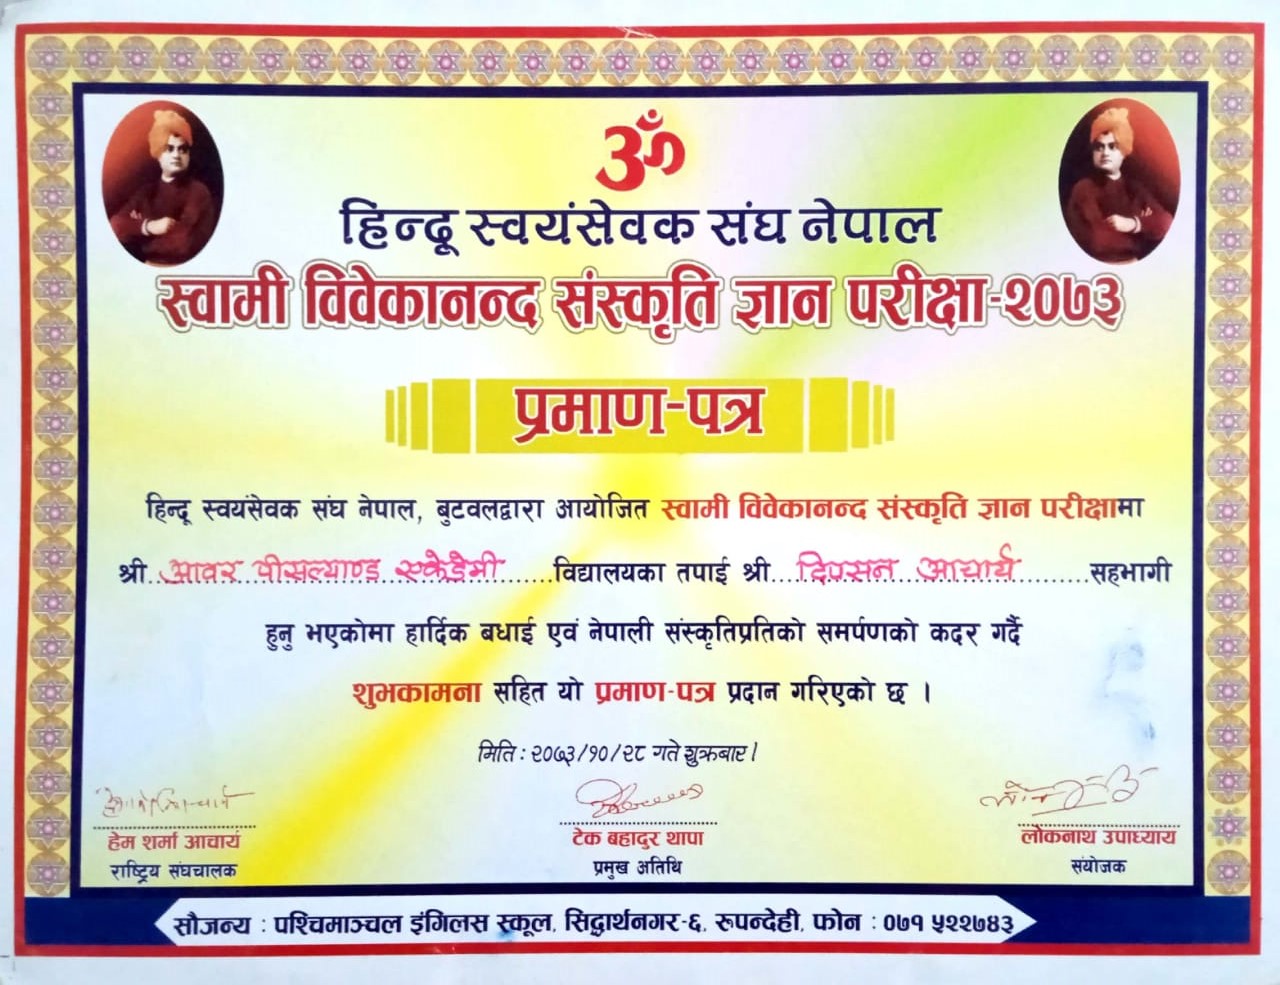 ॐ
हिन्दू स्वयंसेवक संघ नेपाल
स्वामी विवेकानन्द संस्कृति ज्ञान परीक्षा-२०७३
प्रमाण-पत्र
हिन्दू स्वयंसेवक संघ नेपाल, बुटवलद्वारा आयोजित स्वामी विवेकानन्द संस्कृति ज्ञान परीक्षामा
श्री...आवर पीसल्याण्ड एकेडेमी.......विद्यालयका तपाई श्री....दिपसन आचार्य..........सहभागी
हुनु भएकोमा हार्दिक बधाई एवं नेपाली संस्कृतिप्रतिको समर्पणको कदर गर्दै
शुभकामना सहित यो प्रमाण-पत्र प्रदान गरिएको छ ।
मिति : २०७३/१०/२८ गते शुक्रबार।
हेम शर्मा आचार्य टेक बहादुर थापा लोकनाथ उपाध्याय
राष्ट्रिय संघचालक प्रमुख अतिथि संयोजक
सौजन्य : पश्चिमाञ्चल इंगिलस स्कूल, सिद्धार्थनगर-६, रुपन्देही, फोन : ०७१ ५२२७४३